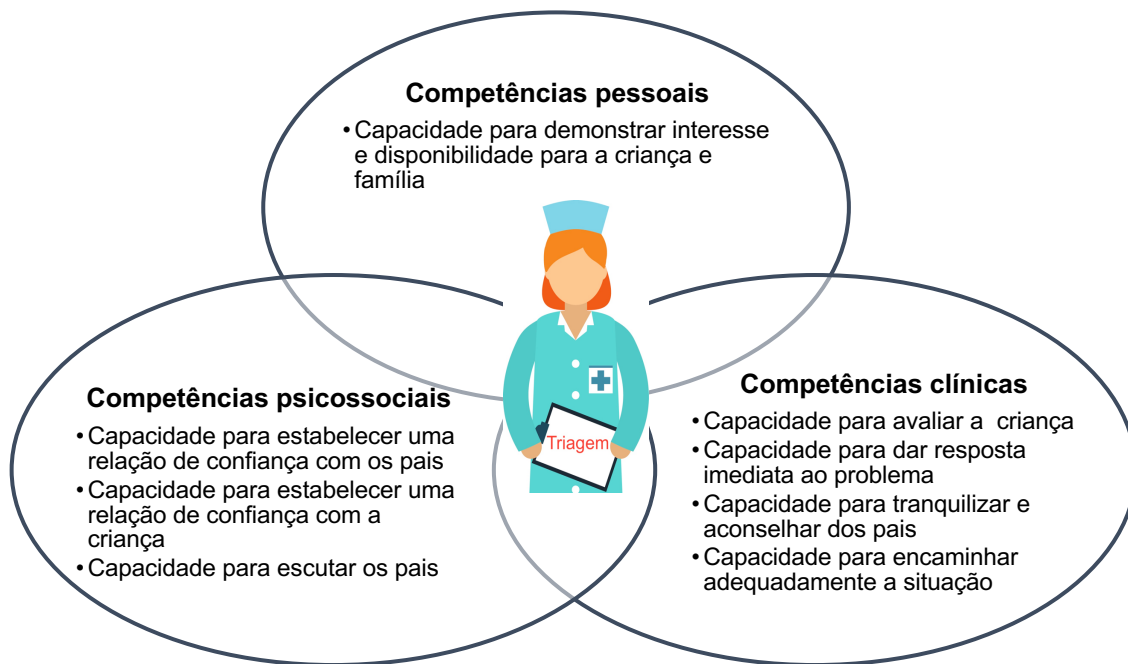 Competências pessoais
•Capacidade para demonstrar interesse
e disponibilidade para a criança e
família
Competências psicossociais
•Capacidade para estabelecer uma
relação de confiança com os pais
•Capacidade para estabelecer uma
relação de confiança com a
criança
•Capacidade para escutar os pais
Triagem
Competências clínicas
•Capacidade para avaliar a criança
•Capacidade para dar resposta
imediata ao problema
•Capacidade para tranquilizar e
aconselhar dos pais
•Capacidade para encaminhar
adequadamente a situação